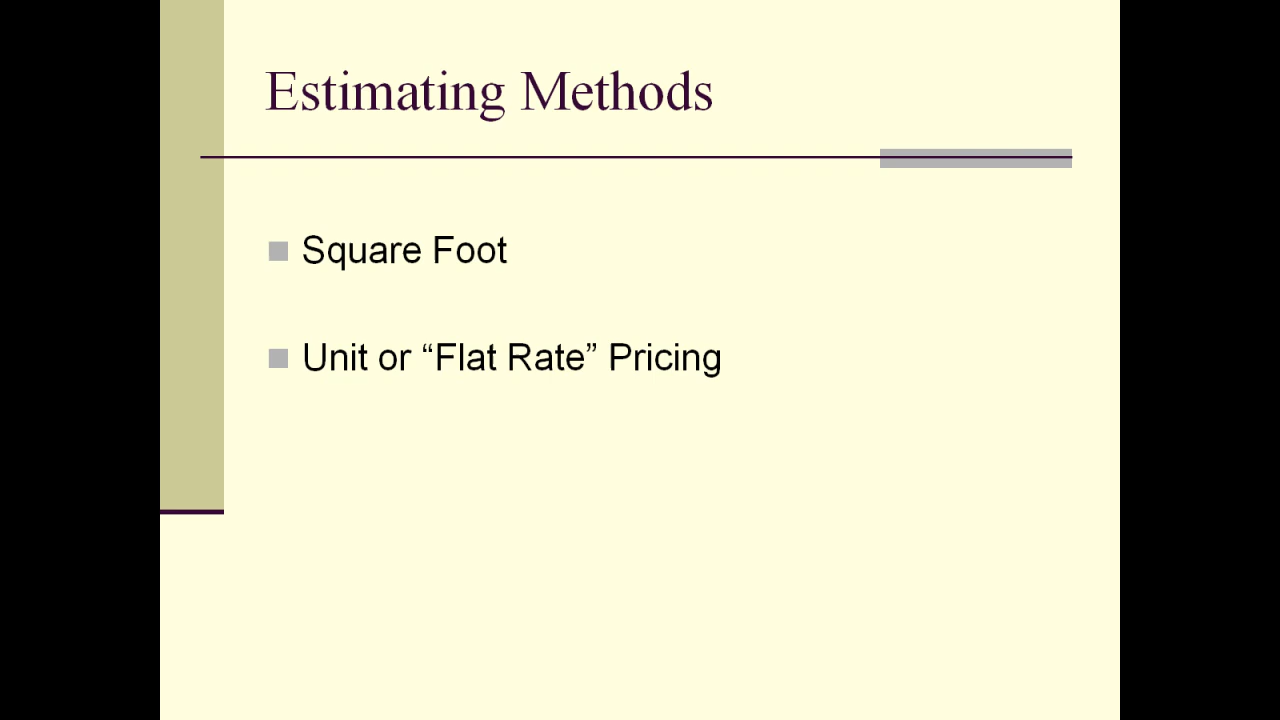 Estimating Methods
Square Foot
Unit or “Flat Rate” Pricing